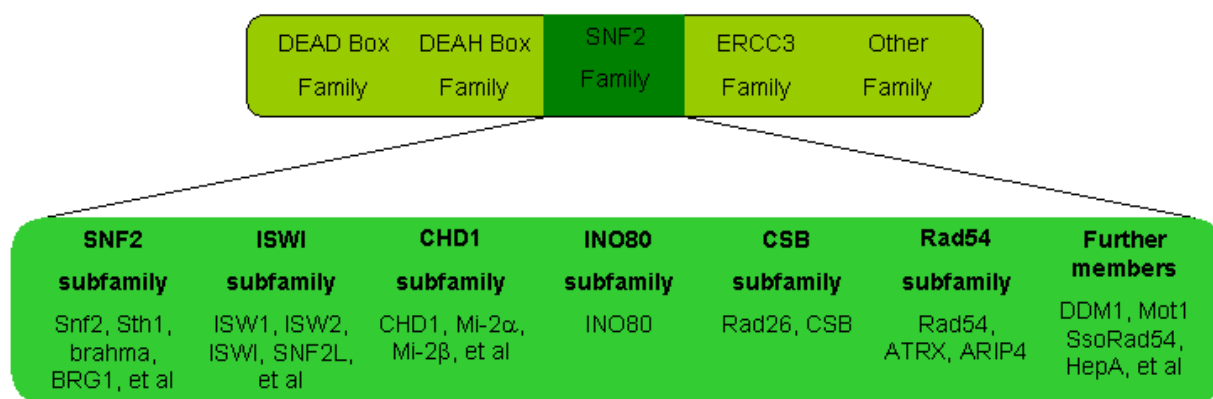 DEAD Box
Family
DEAH Box
Family
SNF2
Family
ERCC3
Family
Other
Family
SNF2
subfamily
Snf2, Sth1,
brahma,
BRG1, et al
ISWI
subfamily
ISW1, ISW2,
ISWI, SNF2L,
et al
CHD1
subfamily
CHD1, Mi-2α,
Mi-2β, et al
INO80
subfamily
INO80
CSB
subfamily
Rad26, CSB
Rad54
subfamily
Rad54,
ATRX, ARIP4
Further
members
DDM1, Mot1
SsoRad54,
HepA, et al